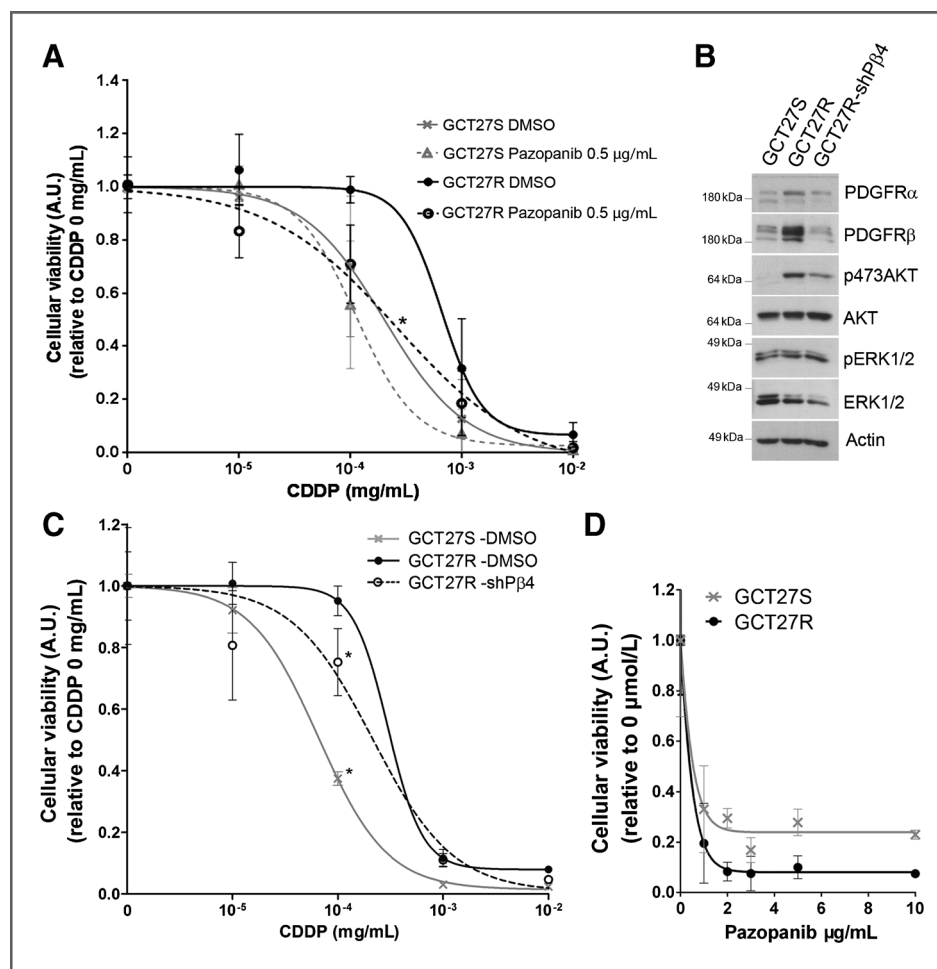 A
Cellular viability (A.U.)
(relative to CDDP 0 mg/mL)
1.4
1.2
1.0
0.8
0.6
0.4
0.2
0.0
GCT27S DMSO
GCT27S Pazopanib 0.5 µg/mL
GCT27R DMSO
GCT27R Pazopanib 0.5 µg/mL
*
0 10⁻⁵ 10⁻⁴ 10⁻³ 10⁻²
CDDP (mg/mL)
B
GCT27S GCT27R GCT27R-shPβ4
180 kDa PDGFRα
180 kDa PDGFRβ
64 kDa p473AKT
64 kDa AKT
49 kDa pERK1/2
49 kDa ERK1/2
49 kDa Actin
C
Cellular viability (A.U.)
(relative to CDDP 0 mg/mL)
1.2
1.0
0.8
0.6
0.4
0.2
0.0
GCT27S -DMSO
GCT27R -DMSO
GCT27R -shPβ4
*
*
0 10⁻⁵ 10⁻⁴ 10⁻³ 10⁻²
CDDP (mg/mL)
D
Cellular viability (A.U.)
(relative to 0 µmol/L)
1.2
1.0
0.8
0.6
0.4
0.2
0.0
GCT27S
GCT27R
0 2 4 6 8 10
Pazopanib µg/mL